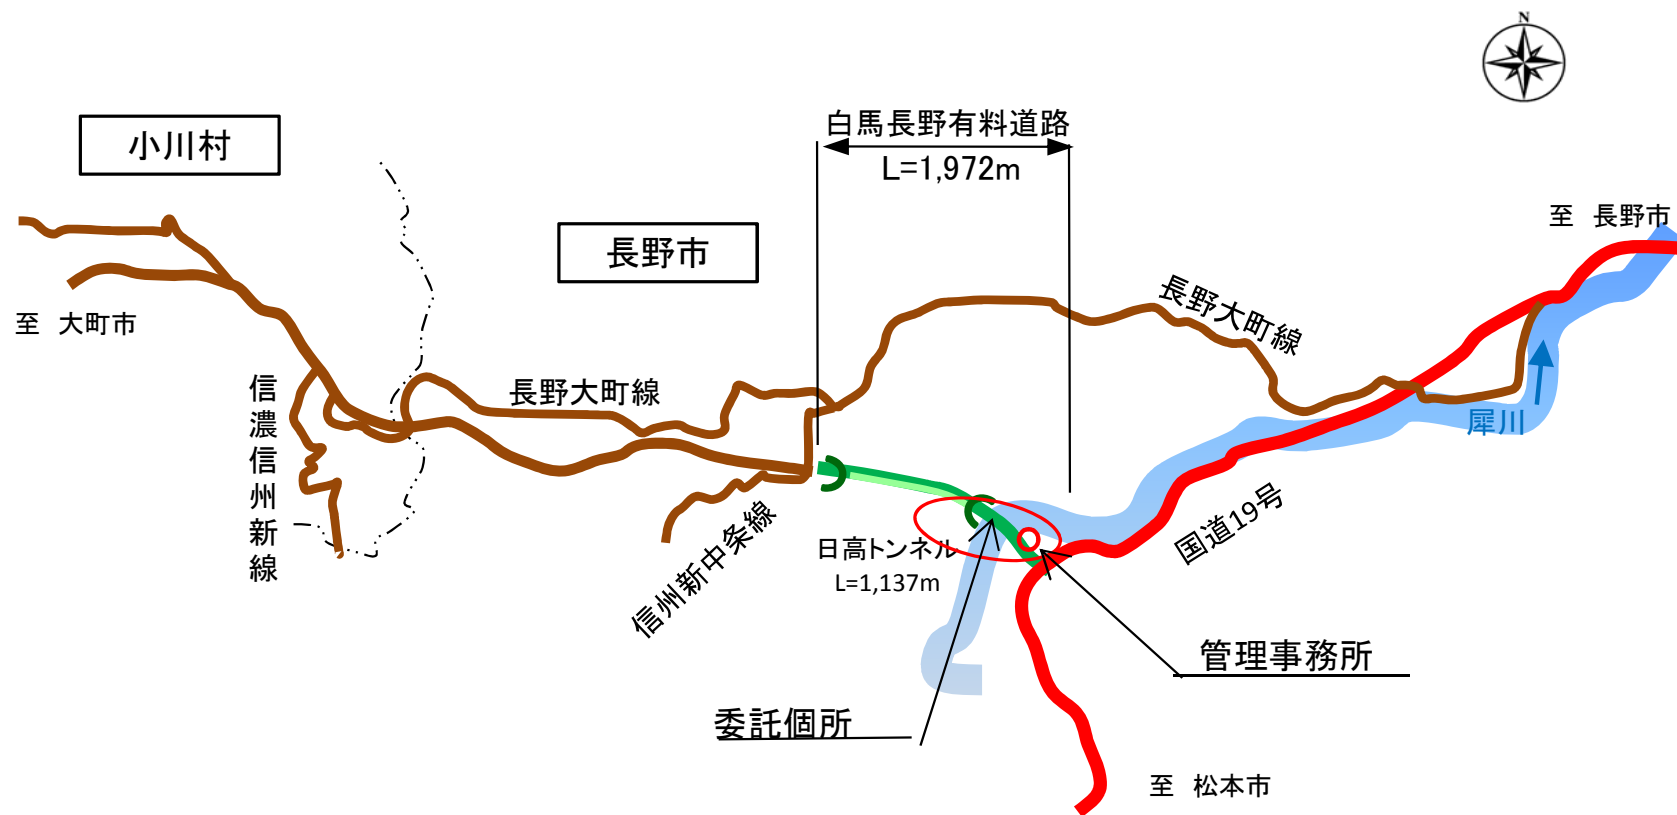 N
白馬長野有料道路
L=1,972m
小川村
長野市
至　長野市
長野大町線
至　大町市
長野大町線
信濃信州新線
犀川
国道19号
信州新中条線
日高トンネル
L=1,137m
管理事務所
委託個所
至　松本市